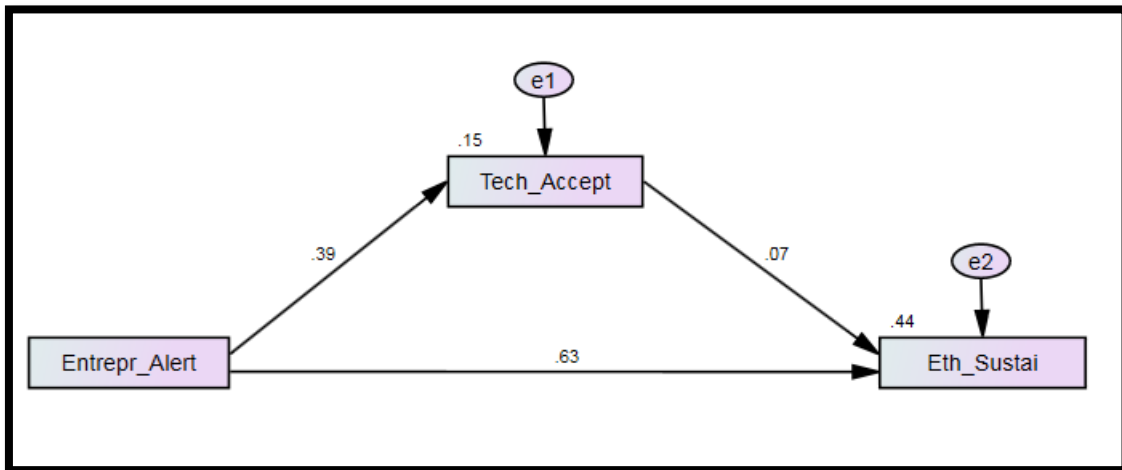 e1
.15
Tech_Accept
.39
.07
e2
.44
Entrepr_Alert
.63
Eth_Sustai